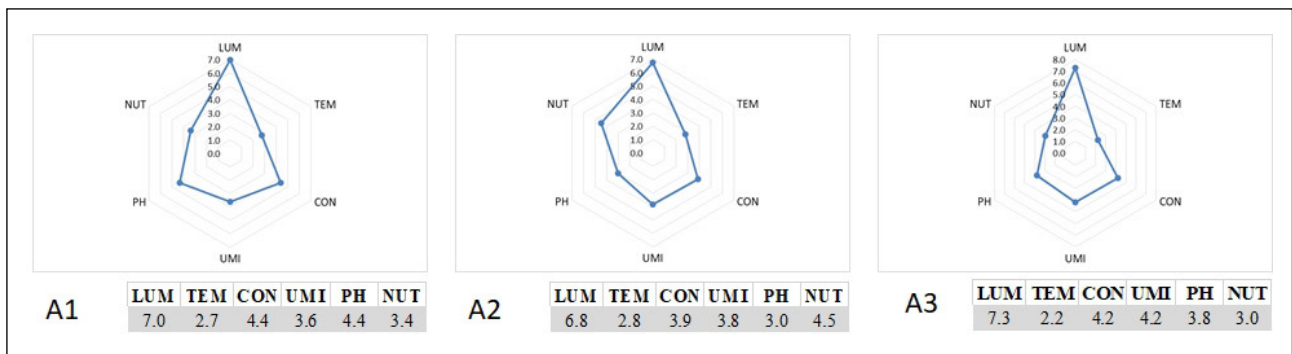 LUM
7.0
6.0
5.0
4.0
3.0
2.0
1.0
0.0
NUT
TEM
PH
CON
UMI
A1
LUM TEM CON UMI PH NUT
7.0 2.7 4.4 3.6 4.4 3.4
LUM
7.0
6.0
5.0
4.0
3.0
2.0
1.0
0.0
NUT
TEM
PH
CON
UMI
A2
LUM TEM CON UMI PH NUT
6.8 2.8 3.9 3.8 3.0 4.5
LUM
8.0
7.0
6.0
5.0
4.0
3.0
2.0
1.0
0.0
NUT
TEM
PH
CON
UMI
A3
LUM TEM CON UMI PH NUT
7.3 2.2 4.2 4.2 3.8 3.0